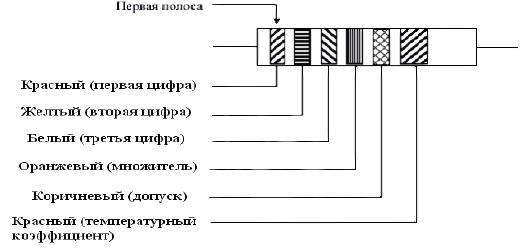 Первая полоса
Красный (первая цифра)
Желтый (вторая цифра)
Белый (третья цифра)
Оранжевый (множитель)
Коричневый (допуск)
Красный (температурный
коэффициент)